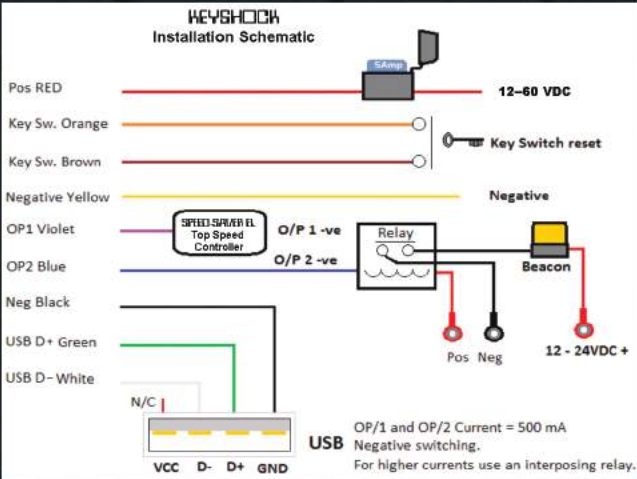 KEYSHOCK
Installation Schematic
5Amp
Pos RED
12–60 VDC
Key Sw. Orange
Key Switch reset
Key Sw. Brown
Negative Yellow
Negative
OP1 Violet
SPEED-SAVER EL
Top Speed
Controller
O/P 1 -ve
Relay
OP2 Blue
O/P 2 -ve
Beacon
Neg Black
USB D+ Green
Pos Neg
12 - 24VDC +
USB D- White
N/C
USB
VCC D- D+ GND
OP/1 and OP/2 Current = 500 mA
Negative switching.
For higher currents use an interposing relay.